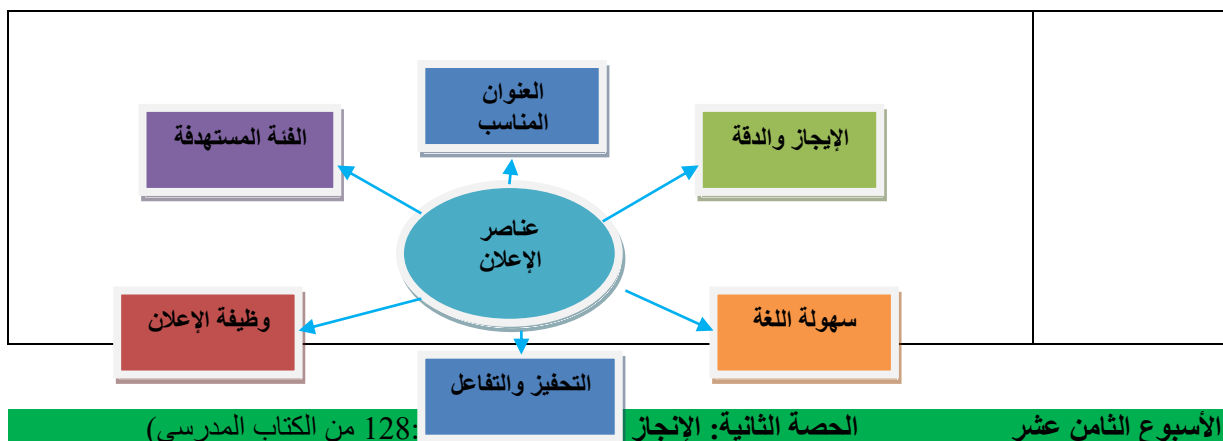 العنوان
المناسب
الإيجاز والدقة
الفئة المستهدفة
عناصر
الإعلان
سهولة اللغة
وظيفة الإعلان
التحفيز والتفاعل
الأسبوع الثامن عشر الحصة الثانية: الإنجاز :128 من الكتاب المدرسي)